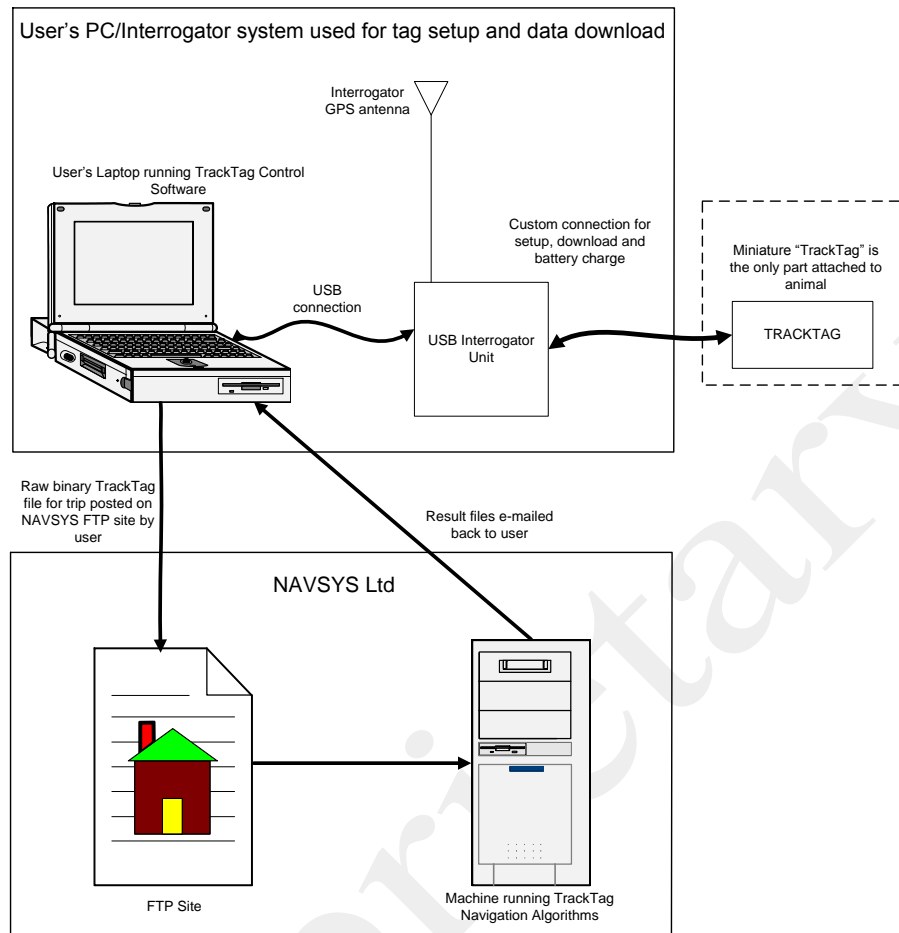 User's PC/Interrogator system used for tag setup and data download
Interrogator
GPS antenna
User's Laptop running TrackTag Control
Software
Custom connection for
setup, download and
battery charge
Miniature “TrackTag” is
the only part attached to
animal
USB
connection
USB Interrogator
Unit
TRACKTAG
Raw binary TrackTag
file for trip posted on
NAVSYS FTP site by
user
Result files e-mailed
back to user
NAVSYS Ltd
FTP Site
Machine running TrackTag
Navigation Algorithms